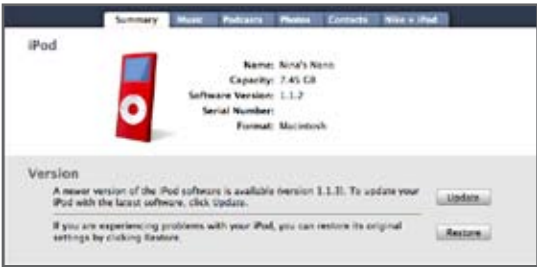 Summary Music Podcasts Photos Contacts Nike + iPod
iPod
Name: Nina's Nano
Capacity: 7.45 GB
Software Version: 1.1.2
Serial Number:
Format: Macintosh
Version
A newer version of the iPod software is available (version 1.1.3). To update your
iPod with the latest software, click Update.
Update
If you are experiencing problems with your iPod, you can restore its original
settings by clicking Restore.
Restore